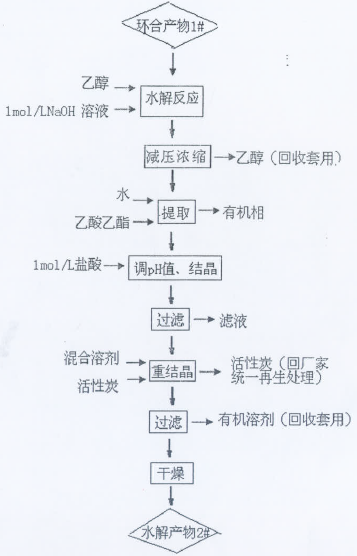 环合产物1#
乙醇
1mol/LNaOH 溶液
水解反应
减压浓缩
乙醇（回收套用）
水
乙酸乙酯
提取
有机相
1mol/L盐酸
调pH值、结晶
过滤
滤液
混合溶剂
活性炭
重结晶
活性炭（回厂家
统一再生处理）
过滤
有机溶剂（回收套用）
干燥
水解产物2#